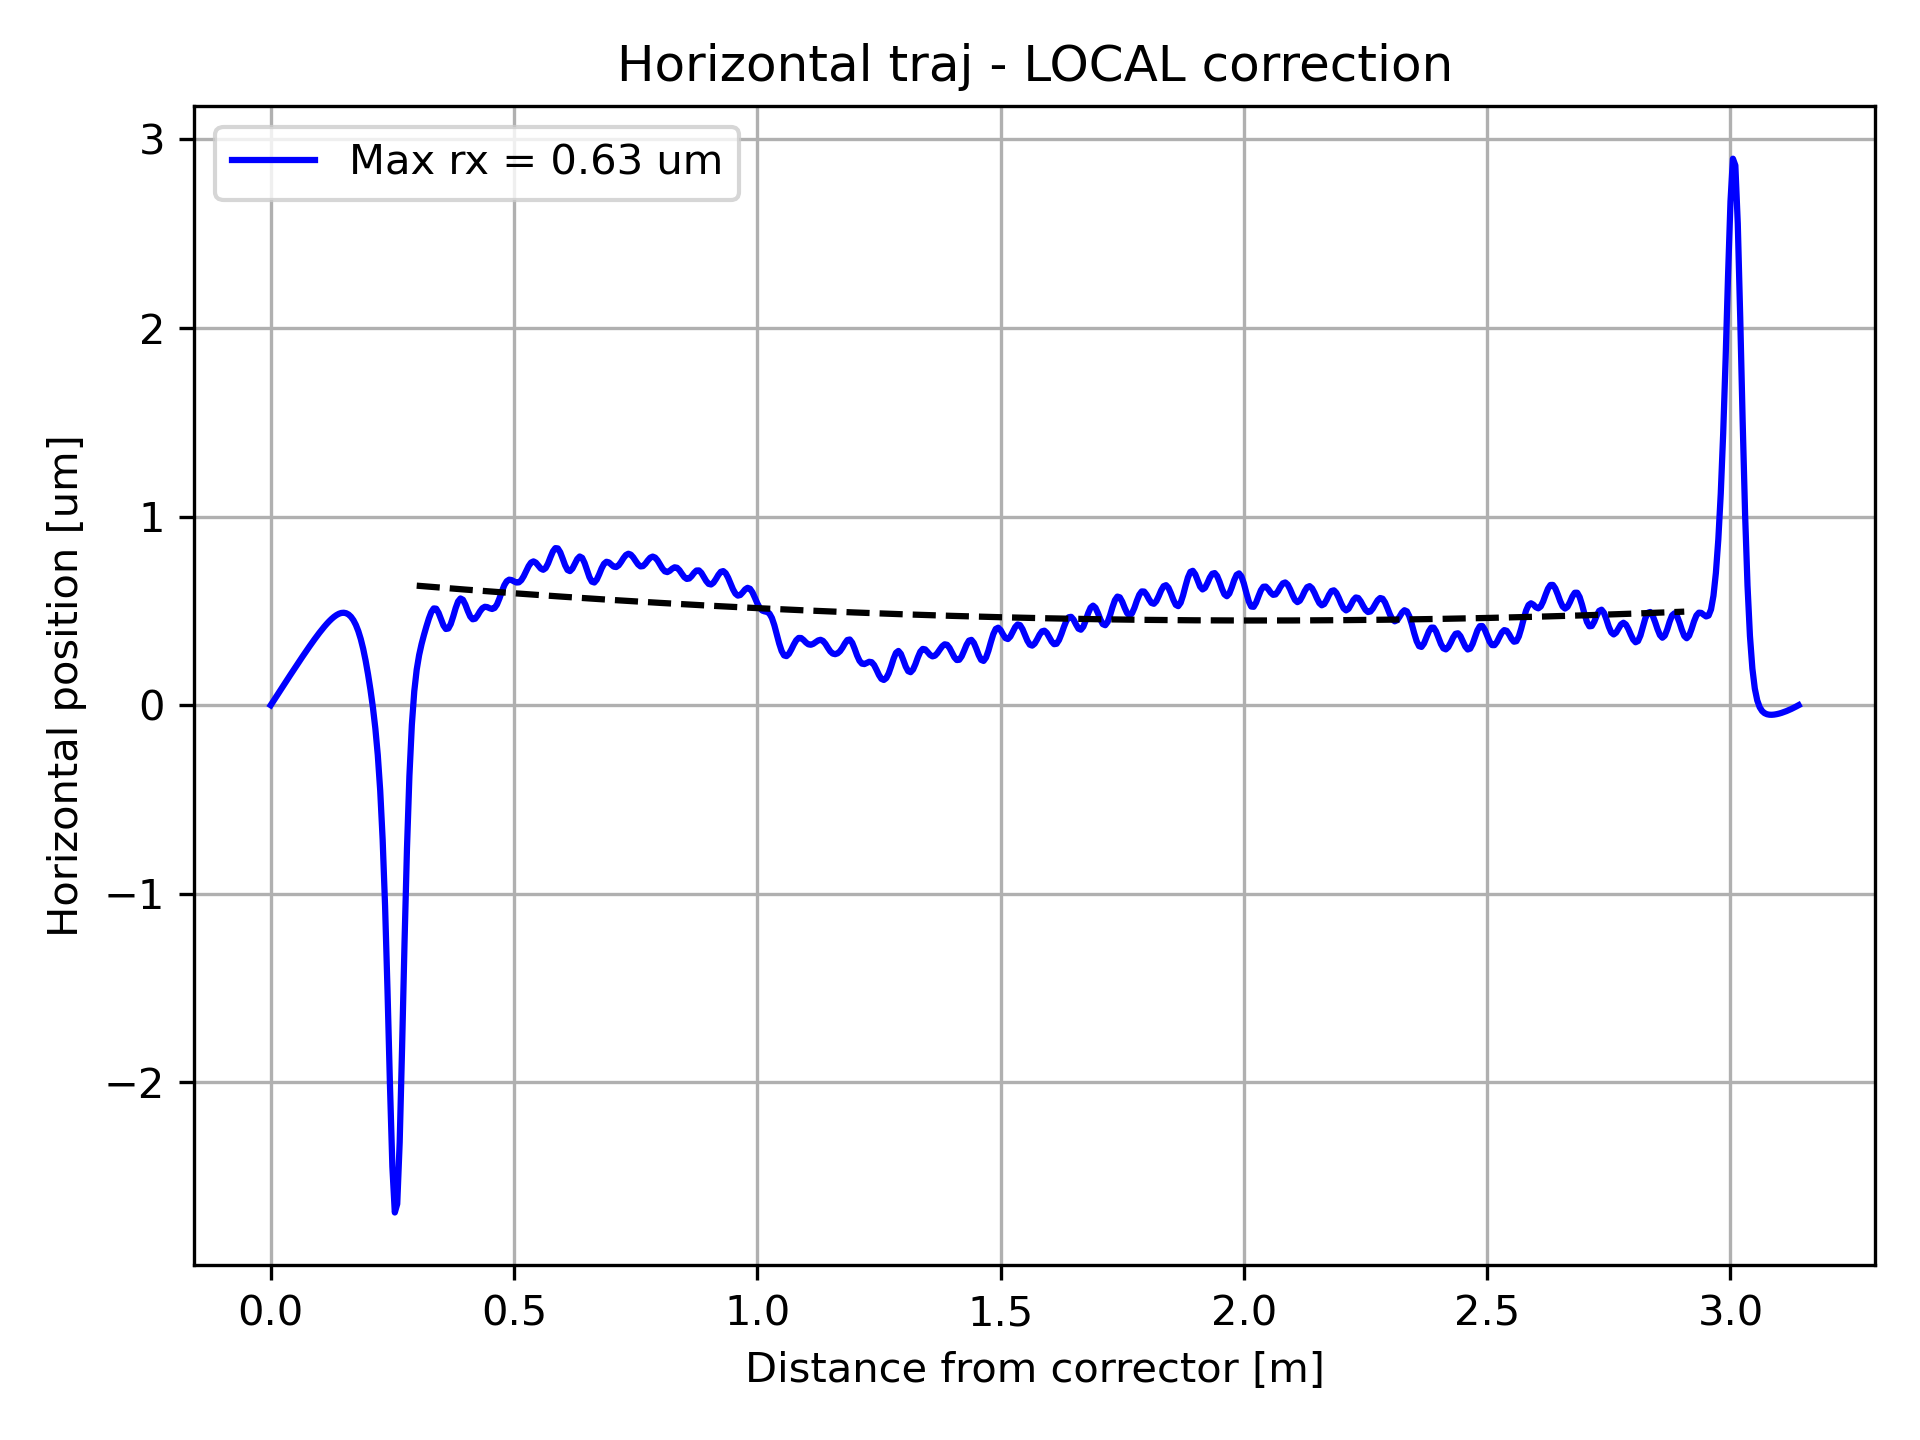 Horizontal traj - LOCAL correction
Max rx = 0.63 um
3
2
1
0
−1
−2
Horizontal position [um]
0.0 0.5 1.0 1.5 2.0 2.5 3.0
Distance from corrector [m]